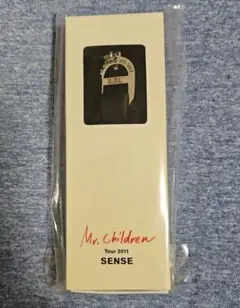 Mr. Children
Tour 2011
SENSE